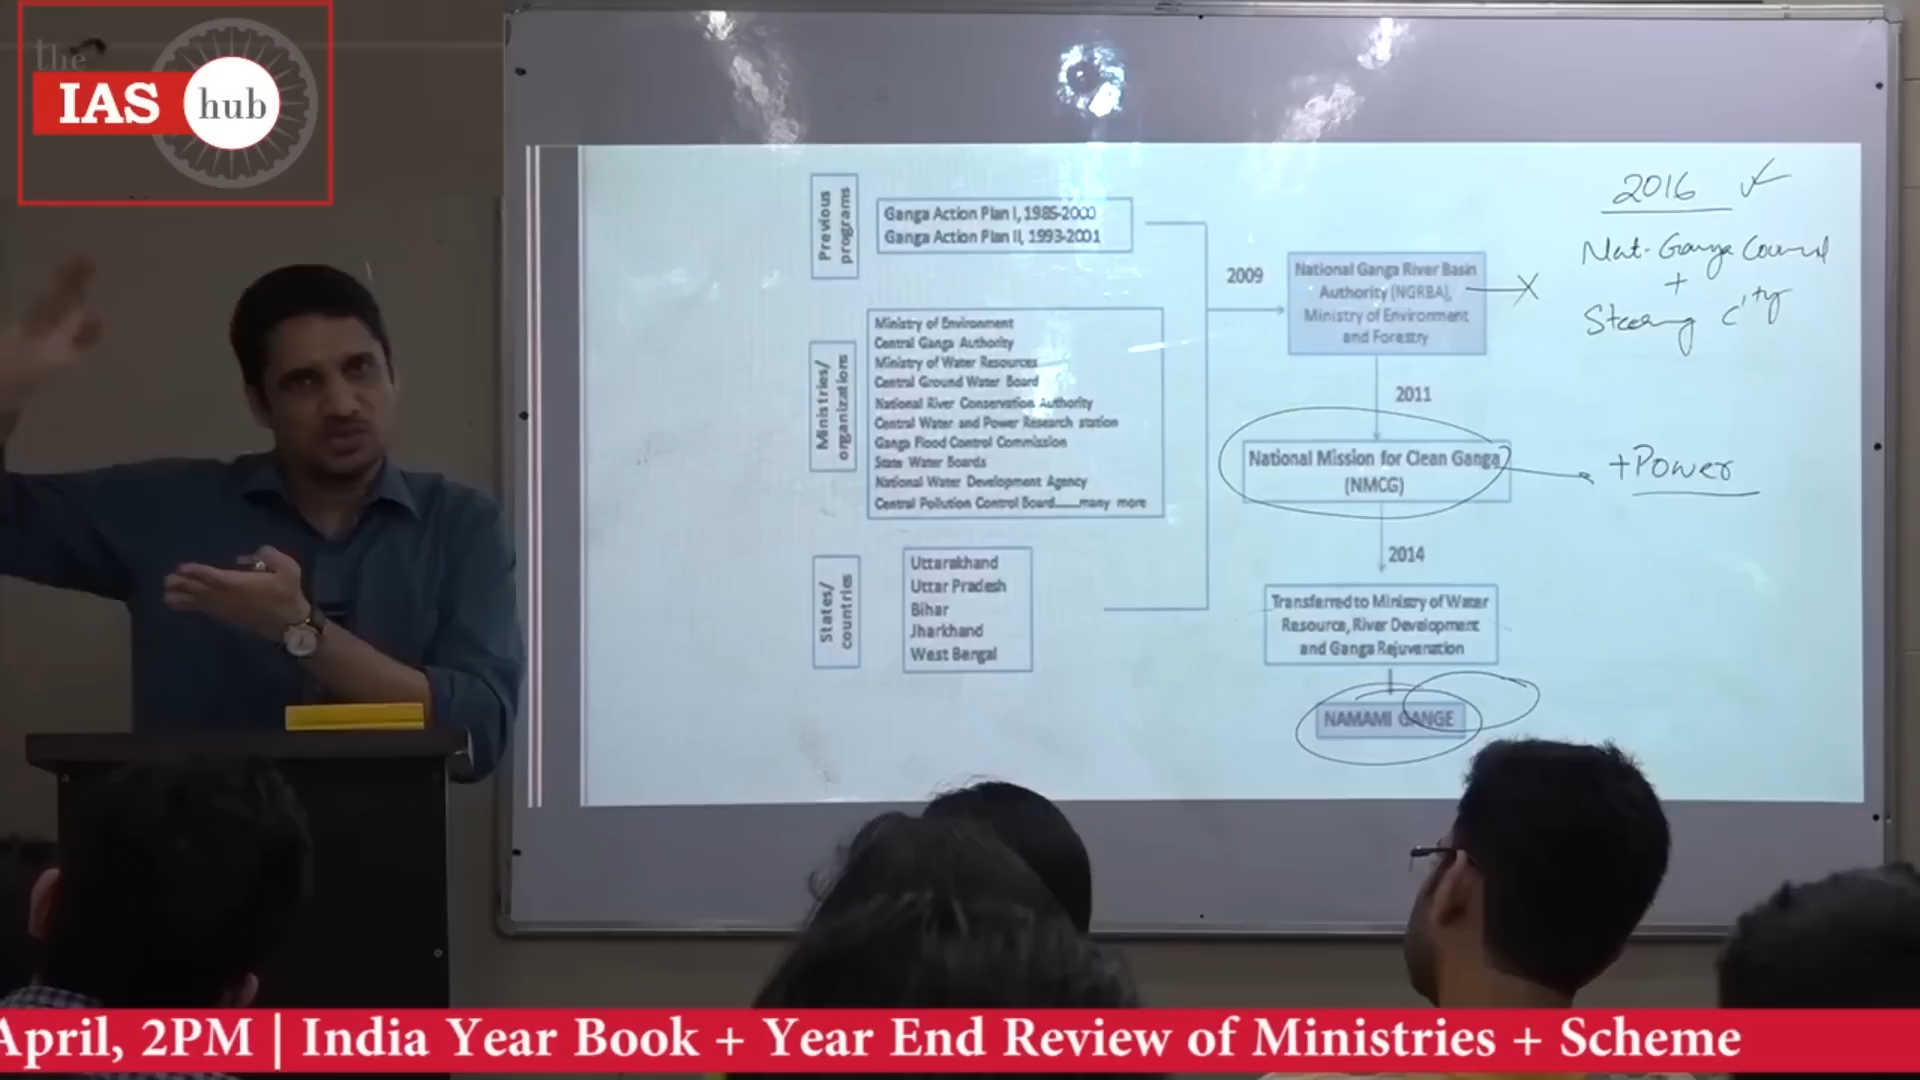 the
IAS hub
Previous
programs
Ganga Action Plan I, 1985-2000
Ganga Action Plan II, 1993-2001
Ministries/
organizations
Ministry of Environment
Central Ganga Authority
Ministry of Water Resources
Central Ground Water Board
National River Conservation Authority
Central Water and Power Research station
Ganga Flood Control Commission
State Water Boards
National Water Development Agency
Central Pollution Control Board......many more
States/
countries
Uttarakhand
Uttar Pradesh
Bihar
Jharkhand
West Bengal
2009
National Ganga River Basin
Authority (NGRBA),
Ministry of Environment
and Forestry
2011
National Mission for Clean Ganga
(NMCG)
2014
Transferred to Ministry of Water
Resource, River Development
and Ganga Rejuvenation
NAMAMI GANGE
2016
Nat. Ganga Council
+
Steering
+Power
April, 2PM | India Year Book + Year End Review of Ministries + Scheme